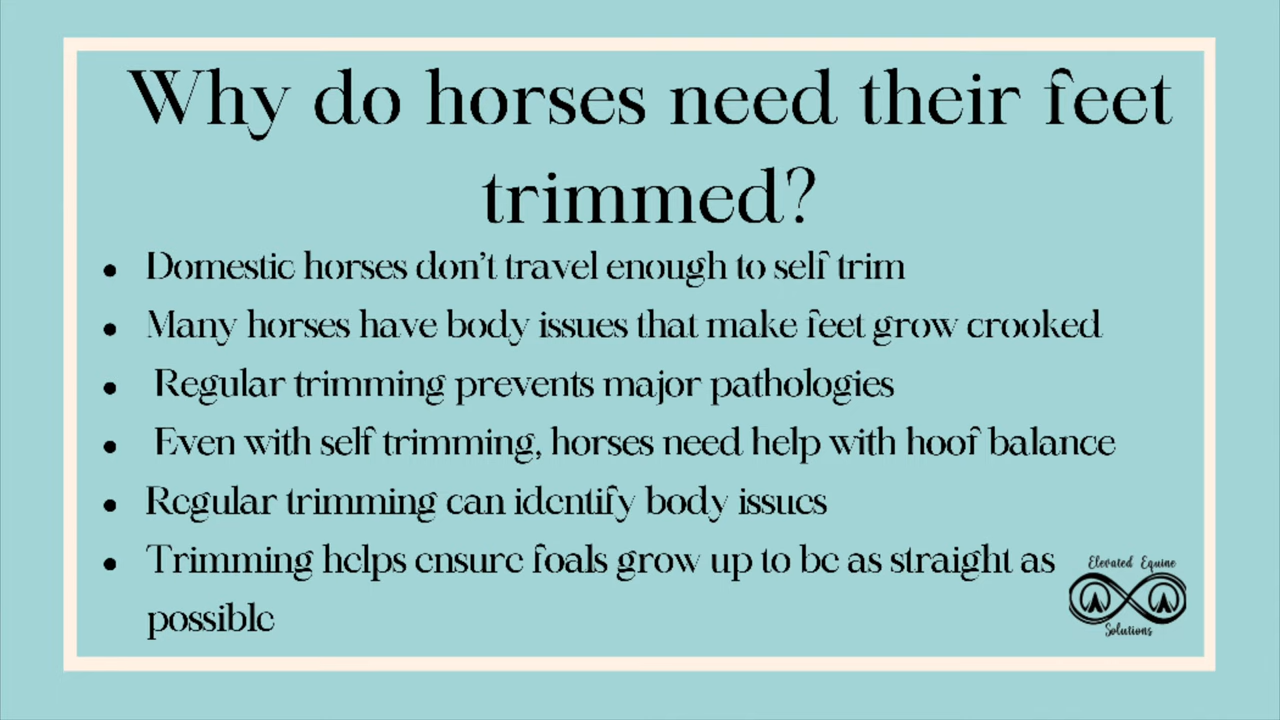 Why do horses need their feet
trimmed?
• Domestic horses don't travel enough to self trim
• Many horses have body issues that make feet grow crooked
• Regular trimming prevents major pathologies
• Even with self trimming, horses need help with hoof balance
• Regular trimming can identify body issues
• Trimming helps ensure foals grow up to be as straight as
possible
Elevated Equine
Solutions